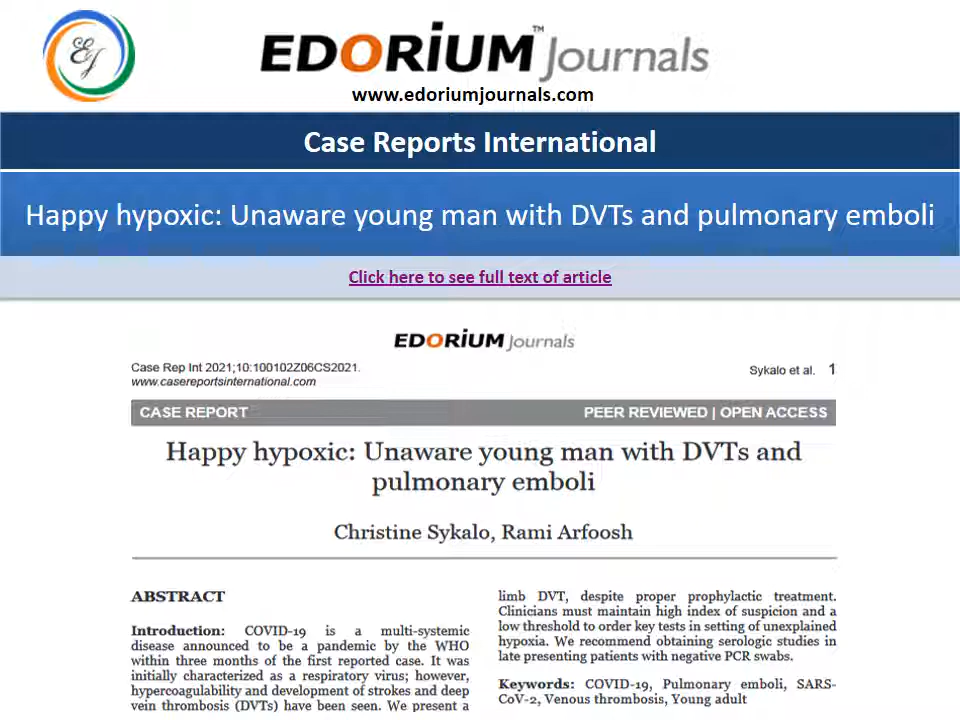 EJ
EDORiUM™ Journals
www.edoriumjournals.com
Case Reports International
Happy hypoxic: Unaware young man with DVTs and pulmonary emboli
Click here to see full text of article
EDORiUM Journals
Case Rep Int 2021;10:100102Z06CS2021.
www.casereportsinternational.com
Sykalo et al. 1
CASE REPORT
PEER REVIEWED | OPEN ACCESS
Happy hypoxic: Unaware young man with DVTs and
pulmonary emboli
Christine Sykalo, Rami Arfoosh
ABSTRACT
Introduction: COVID-19 is a multi-systemic
disease announced to be a pandemic by the WHO
within three months of the first reported case. It was
initially characterized as a respiratory virus; however,
hypercoagulability and development of strokes and deep
vein thrombosis (DVTs) have been seen. We present a
limb DVT, despite proper prophylactic treatment.
Clinicians must maintain high index of suspicion and a
low threshold to order key tests in setting of unexplained
hypoxia. We recommend obtaining serologic studies in
late presenting patients with negative PCR swabs.
Keywords: COVID-19, Pulmonary emboli, SARS-
CoV-2, Venous thrombosis, Young adult